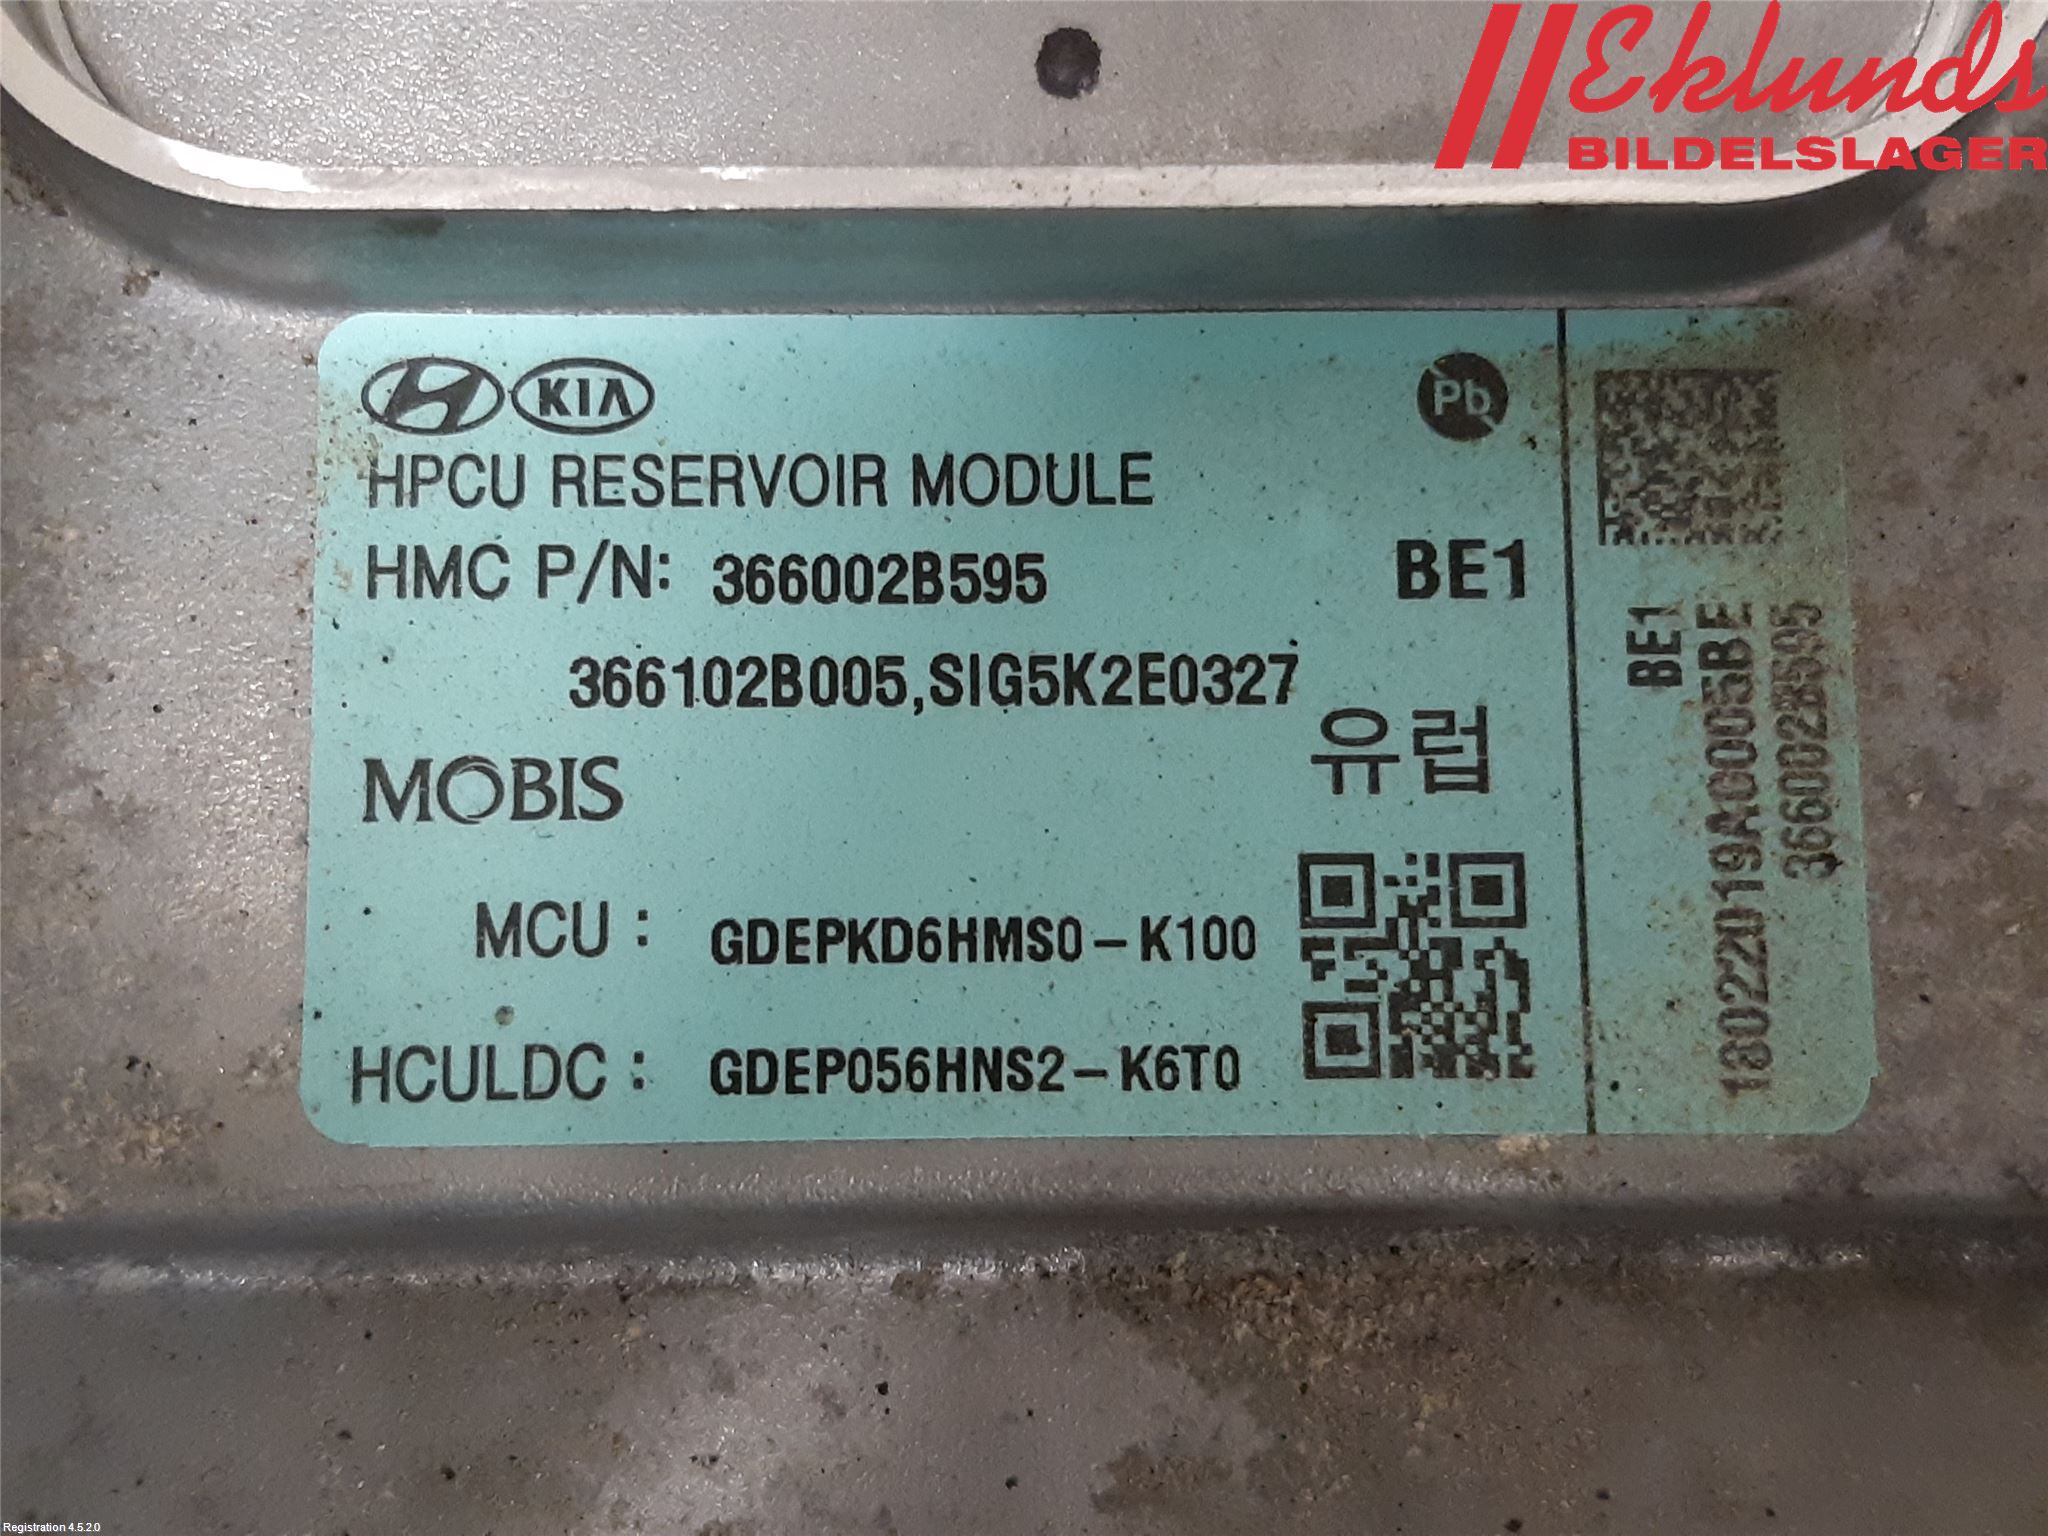 Eklunds
BILDELSLAGER
KIA
Pb
HPCU RESERVOIR MODULE
HMC P/N: 366002B595 BE1
366102B005,SIG5K2E0327
유럽
MOBIS
MCU : GDEPKD6HMS0-K100
HCULDC : GDEP056HNS2-K6T0
BE1
366002B595
Registration 4.5.2.0